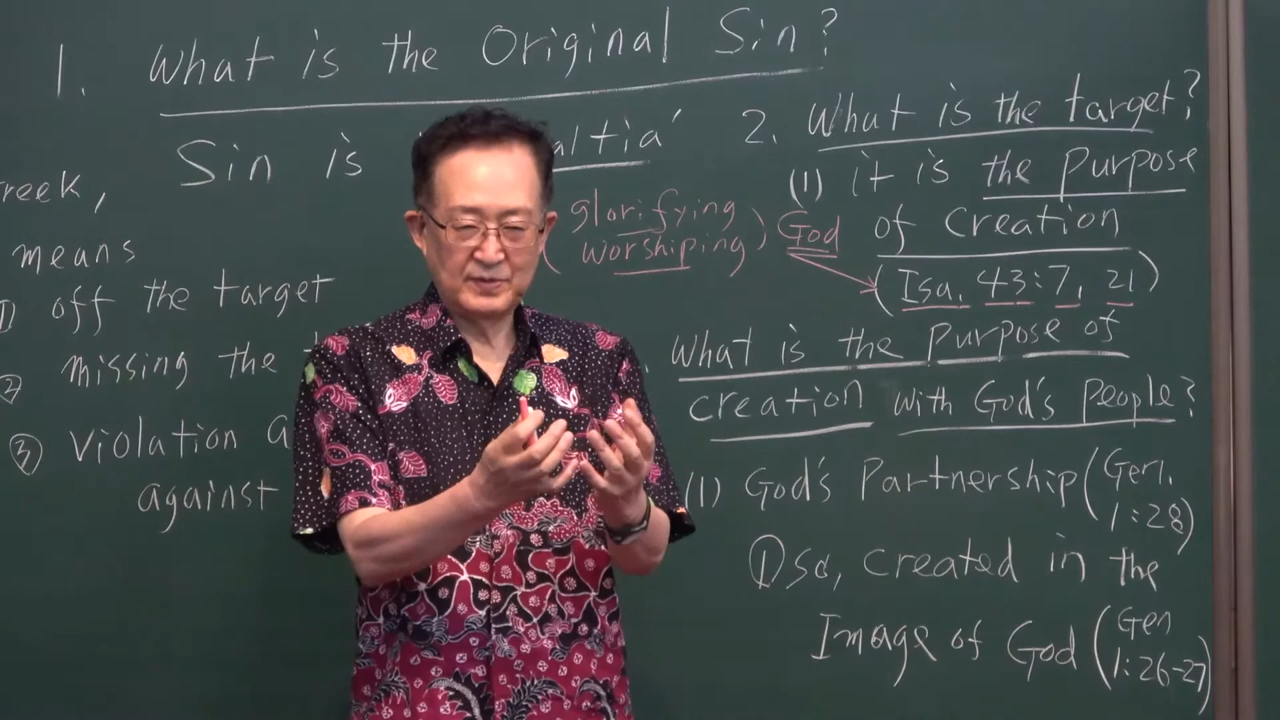 1. What is the Original Sin?
Sin is 'altia'
reek,
means
① off the target
② missing the
③ violation a
against
2. What is the target?
(1) it is the Purpose
of Creation
(glorifying
worshiping) God
(Isa, 43:7, 21)
What is the Purpose of
creation with God's People?
(1) God's Partnership (Gen,
1:28)
① so, created in the
Image of God (Gen
1:26-27)